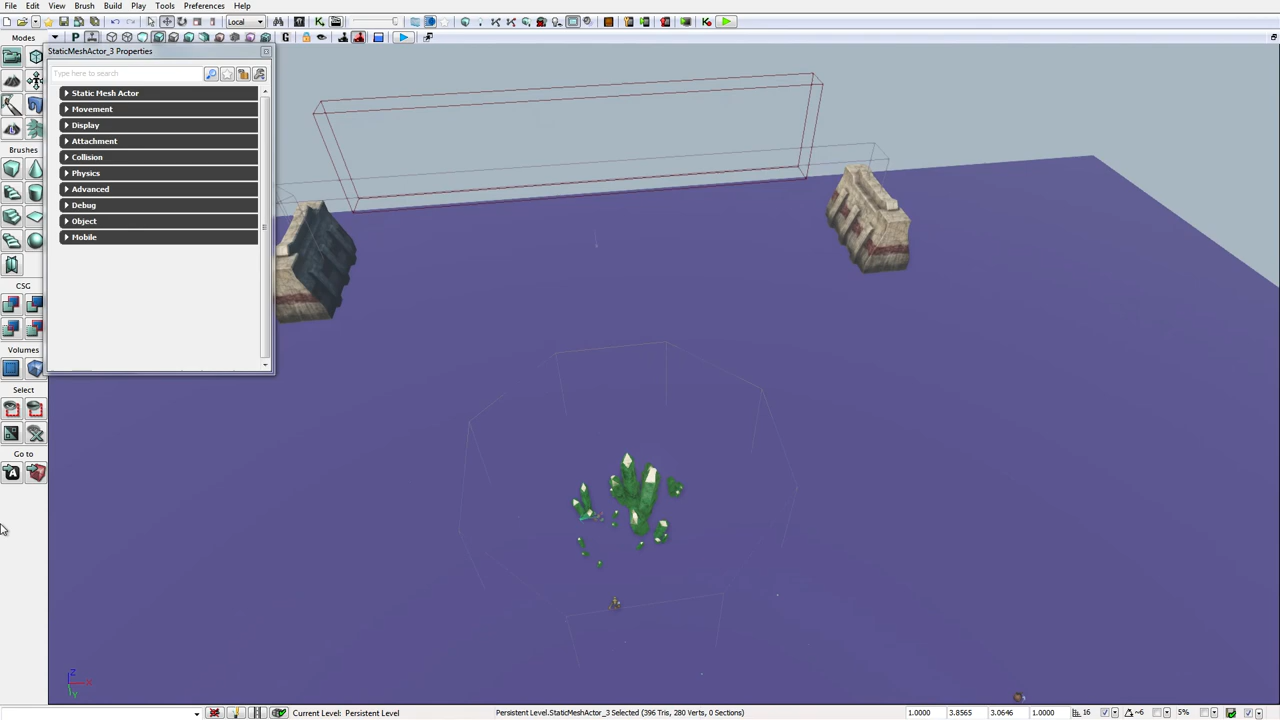 File Edit View Brush Build Play Tools Preferences Help
Local
Modes
P
G
StaticMeshActor_3 Properties
Type here to search
Static Mesh Actor
Movement
Display
Attachment
Collision
Physics
Advanced
Debug
Object
Mobile
Brushes
CSG
Volumes
Select
Go to
Z
X
Y
Current Level: Persistent Level
Persistent Level.StaticMeshActor_3 Selected (396 Tris, 280 Verts, 0 Sections)
1.0000 3.8565 3.0646 1.0000 16 ~6 5%